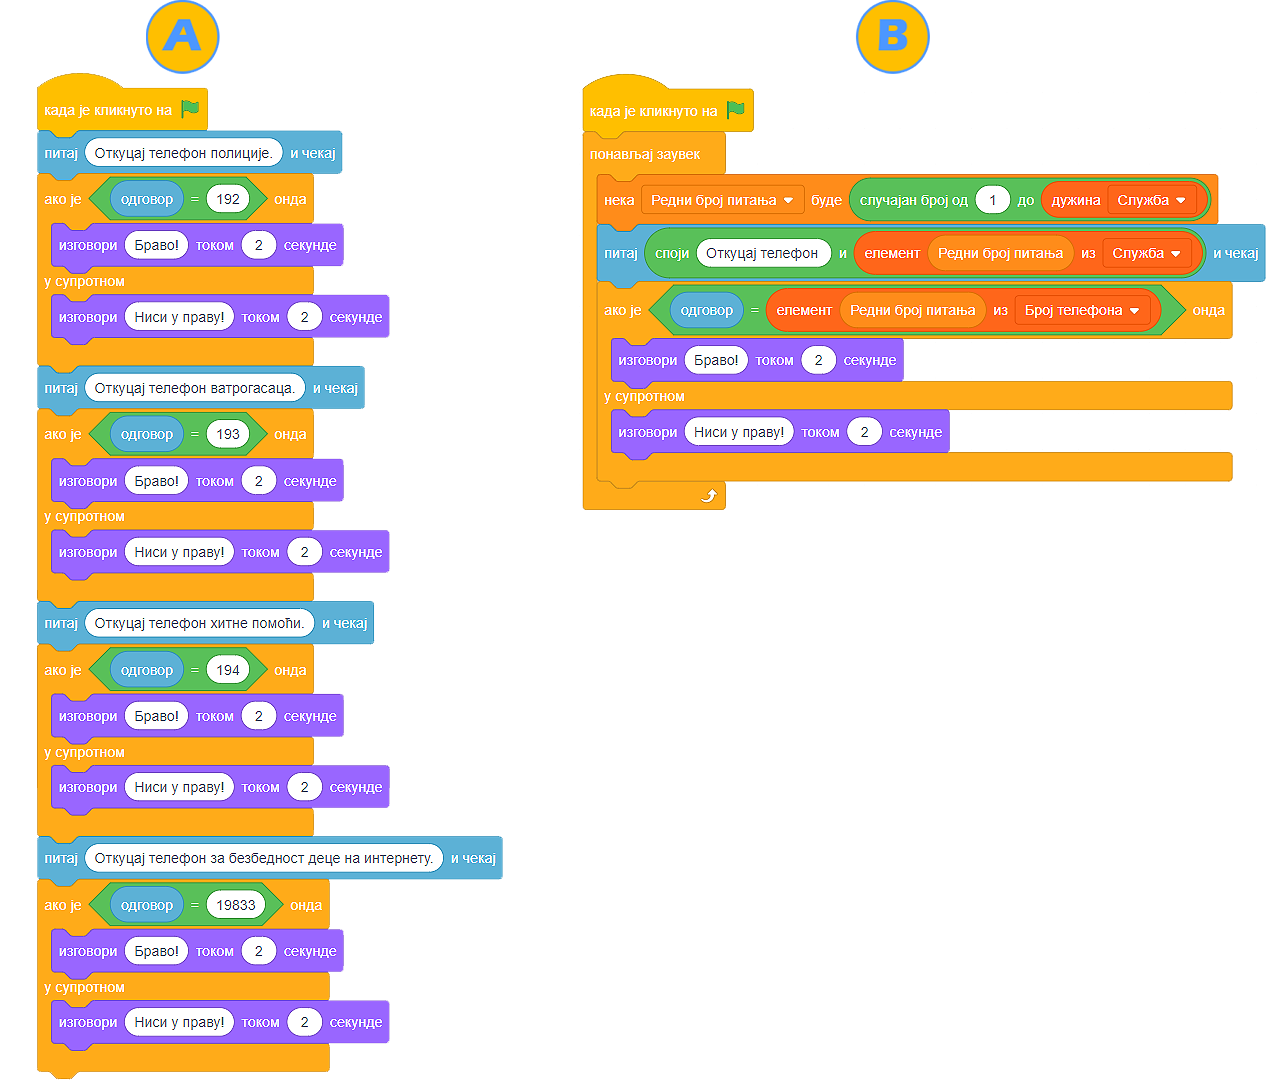 A
када је кликнуто на
питај Откуцај телефон полиције. и чекај
ако је одговор = 192 онда
изговори Браво! током 2 секунде
у супротном
изговори Ниси у праву! током 2 секунде
питај Откуцај телефон ватрогасаца. и чекај
ако је одговор = 193 онда
изговори Браво! током 2 секунде
у супротном
изговори Ниси у праву! током 2 секунде
питај Откуцај телефон хитне помоћи. и чекај
ако је одговор = 194 онда
изговори Браво! током 2 секунде
у супротном
изговори Ниси у праву! током 2 секунде
питај Откуцај телефон за безбедност деце на интернету. и чекај
ако је одговор = 19833 онда
изговори Браво! током 2 секунде
у супротном
изговори Ниси у праву! током 2 секунде
B
када је кликнуто на
понављај заувек
нека Редни број питања буде случајан број од 1 до дужина Служба
питај споји Откуцај телефон и елемент Редни број питања из Служба и чекај
ако је одговор = елемент Редни број питања из Број телефона онда
изговори Браво! током 2 секунде
у супротном
изговори Ниси у праву! током 2 секунде